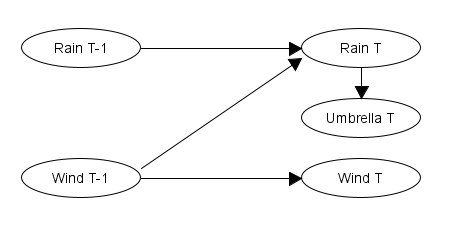 Rain T-1
Rain T
Umbrella T
Wind T-1
Wind T